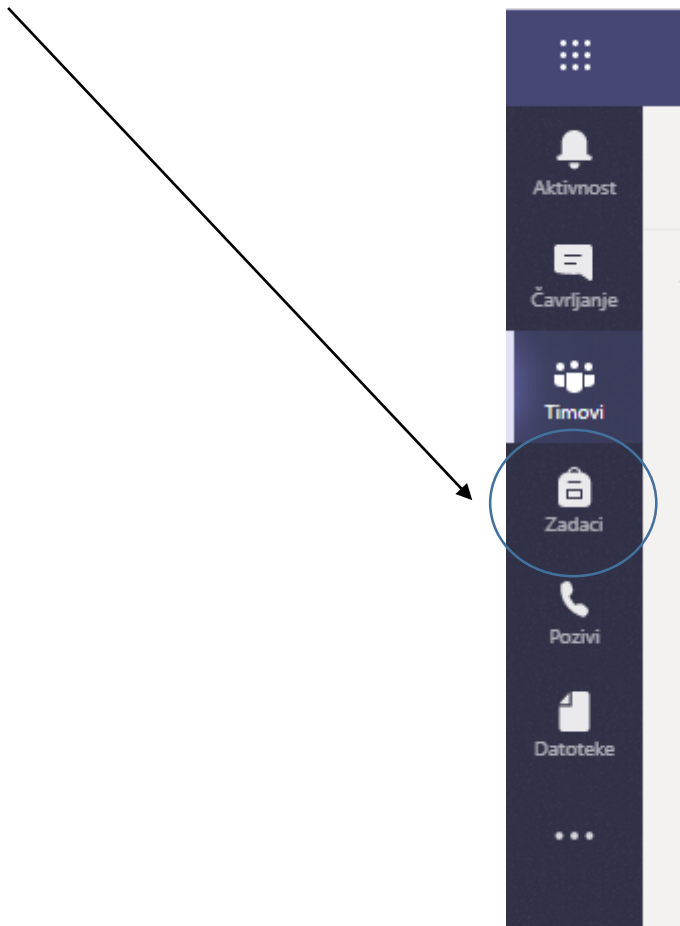 Aktivnost
Čavrljanje
Timovi
Zadaci
Pozivi
Datoteke